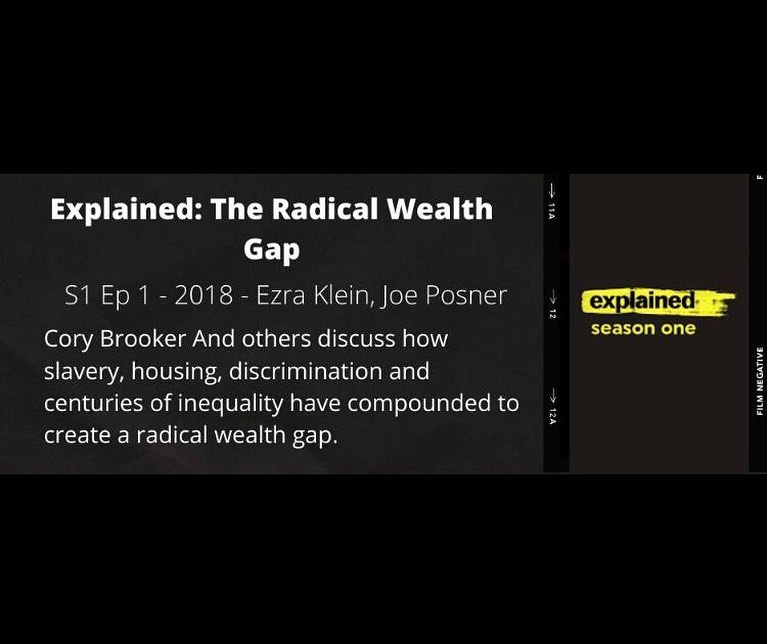 Explained: The Radical Wealth
Gap
S1 Ep 1 - 2018 - Ezra Klein, Joe Posner
Cory Brooker And others discuss how
slavery, housing, discrimination and
centuries of inequality have compounded to
create a radical wealth gap.
→ 11A
→ 12
→ 12A
explained
season one
F
FILM NEGATIVE